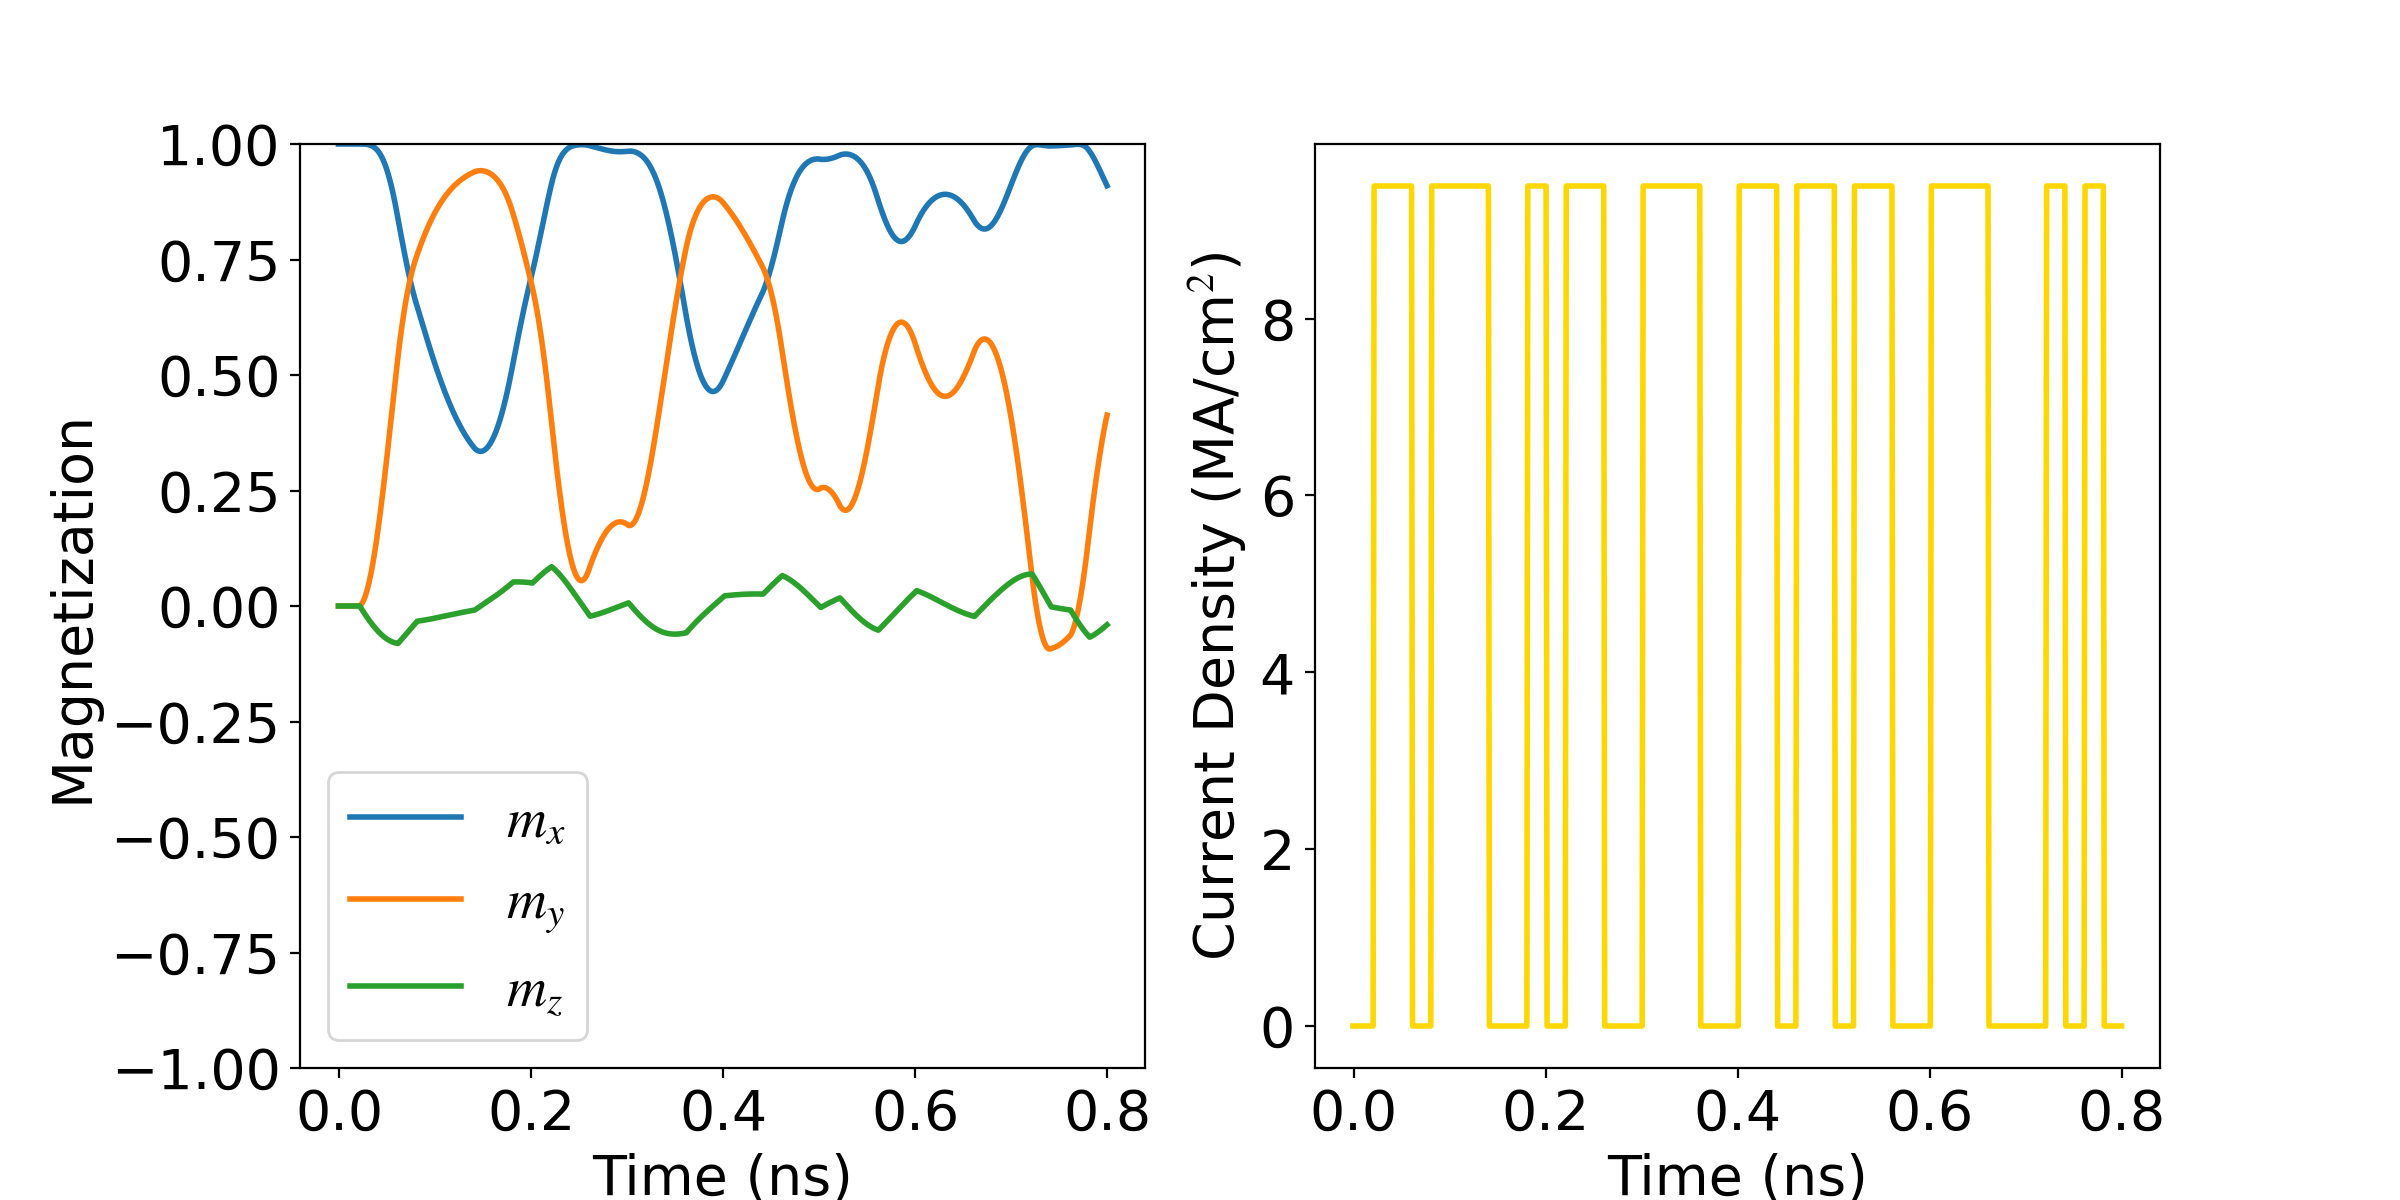 1.00
0.75
0.50
0.25
0.00
−0.25
−0.50
−0.75
−1.00
Magnetization
m_x
m_y
m_z
0.0 0.2 0.4 0.6 0.8
Time (ns)
8
6
4
2
0
Current Density (MA/cm²)
0.0 0.2 0.4 0.6 0.8
Time (ns)